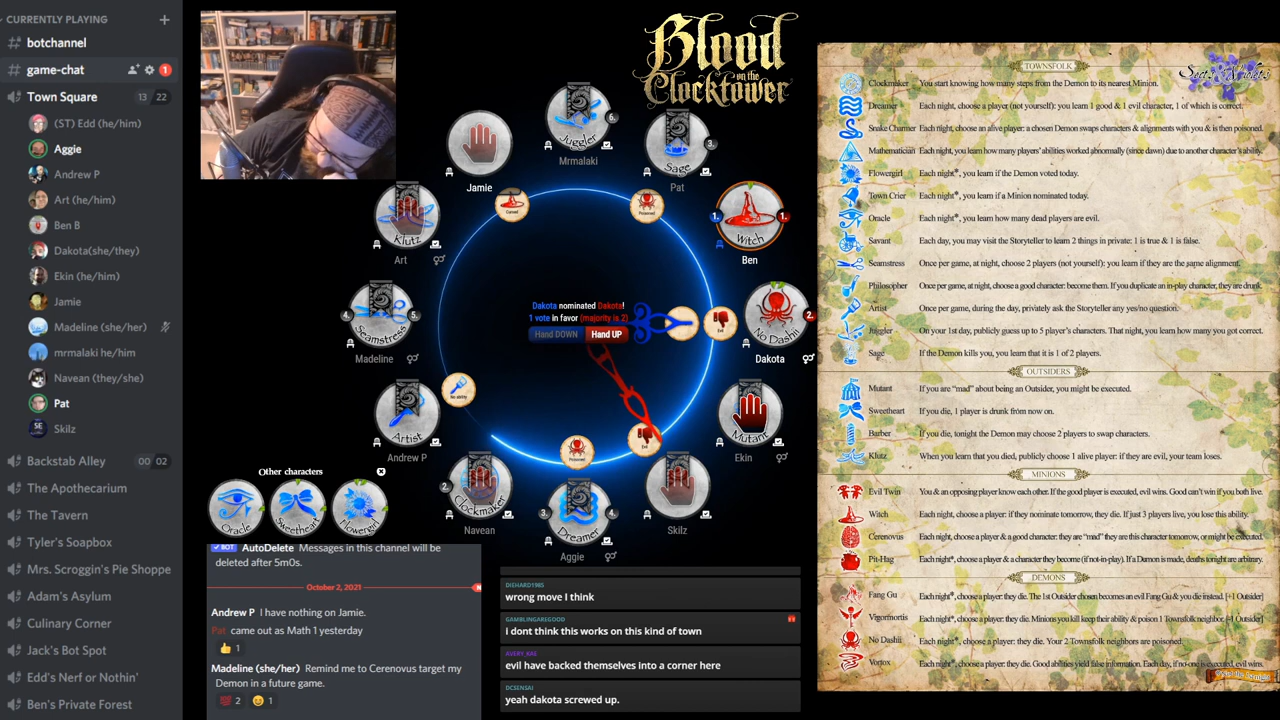 CURRENTLY PLAYING
botchannel
game-chat
1
Town Square
13 / 22
(ST) Edd (he/him)
Aggie
Andrew P
Art (he/him)
Ben B
Dakota(she/they)
Ekin (he/him)
Jamie
Madeline (she/her)
mrmalaki he/him
Navean (they/she)
Pat
SE
Skilz
Backstab Alley
00 / 02
The Apothecarium
The Tavern
Tyler's Soapbox
Mrs. Scroggin's Pie Shoppe
Adam's Asylum
Culinary Corner
Jack's Bot Spot
Edd's Nerf or Nothin'
Ben's Private Forest
Blood
on the
Clocktower
Juggler
6.
Mrmalaki
Jamie
Sage
3.
Pat
Cursed
Poisoned
Klutz
Art
1.
Witch
1.
Ben
4.
Seamstress
5.
Madeline
Dakota nominated Dakota!
1 vote in favor (majority is 2)
Hand DOWN
Hand UP
Evil
No Dashii
2.
Dakota
No ability
Artist
Andrew P
Evil
Mutant
Ekin
Poisoned
2.
Clockmaker
Navean
3.
Dreamer
4.
Aggie
Skilz
Other characters
Oracle
Sweetheart
Flowergirl
BOT AutoDelete Messages in this channel will be
deleted after 5m0s.
October 2, 2021
Andrew P I have nothing on Jamie.
Pat came out as Math 1 yesterday
1
Madeline (she/her) Remind me to Cerenovus target my
Demon in a future game.
2
1
DIEHARD1985
wrong move I think
GAMBLINGAREGOOD
i dont think this works on this kind of town
AVERY_KAE
evil have backed themselves into a corner here
DCSENSAI
yeah dakota screwed up.
TOWNSFOLK
Clockmaker You start knowing how many steps from the Demon to its nearest Minion.
Dreamer Each night, choose a player (not yourself): you learn 1 good & 1 evil character, 1 of which is correct.
Snake Charmer Each night, choose an alive player: a chosen Demon swaps characters & alignments with you & is then poisoned.
Mathematician Each night, you learn how many players' abilities worked abnormally (since dawn) due to another character's ability.
Flowergirl Each night*, you learn if the Demon voted today.
Town Crier Each night*, you learn if a Minion nominated today.
Oracle Each night*, you learn how many dead players are evil.
Savant Each day, you may visit the Storyteller to learn 2 things in private: 1 is true & 1 is false.
Seamstress Once per game, at night, choose 2 players (not yourself): you learn if they are the same alignment.
Philosopher Once per game, at night, choose a good character: become them. If you duplicate an in-play character, they are drunk.
Artist Once per game, during the day, privately ask the Storyteller any yes/no question.
Juggler On your 1st day, publicly guess up to 5 player's characters. That night, you learn how many you got correct.
Sage If the Demon kills you, you learn that it is 1 of 2 players.
OUTSIDERS
Mutant If you are "mad" about being an Outsider, you might be executed.
Sweetheart If you die, 1 player is drunk from now on.
Barber If you die, tonight the Demon may choose 2 players to swap characters.
Klutz When you learn that you died, publicly choose 1 alive player: if they are evil, your team loses.
MINIONS
Evil Twin You & an opposing player know each other. If the good player is executed, evil wins. Good can't win if you both live.
Witch Each night, choose a player: if they nominate tomorrow, they die. If just 3 players live, you lose this ability.
Cerenovus Each night, choose a player & a good character: they are "mad" they are this character tomorrow, or might be executed.
Pit-Hag Each night*, choose a player & a character they become (if not-in-play). If a Demon is made, deaths tonight are arbitrary.
DEMONS
Fang Gu Each night*, choose a player: they die. The 1st Outsider chosen becomes an evil Fang Gu & you die instead. [+1 Outsider]
Vigormortis Each night*, choose a player: they die. Minions you kill keep their ability & poison 1 Townsfolk neighbor. [-1 Outsider]
No Dashii Each night*, choose a player: they die. Your 2 Townsfolk neighbors are poisoned.
Vortox Each night*, choose a player: they die. Good abilities yield false information. Each day, if no-one is executed, evil wins.